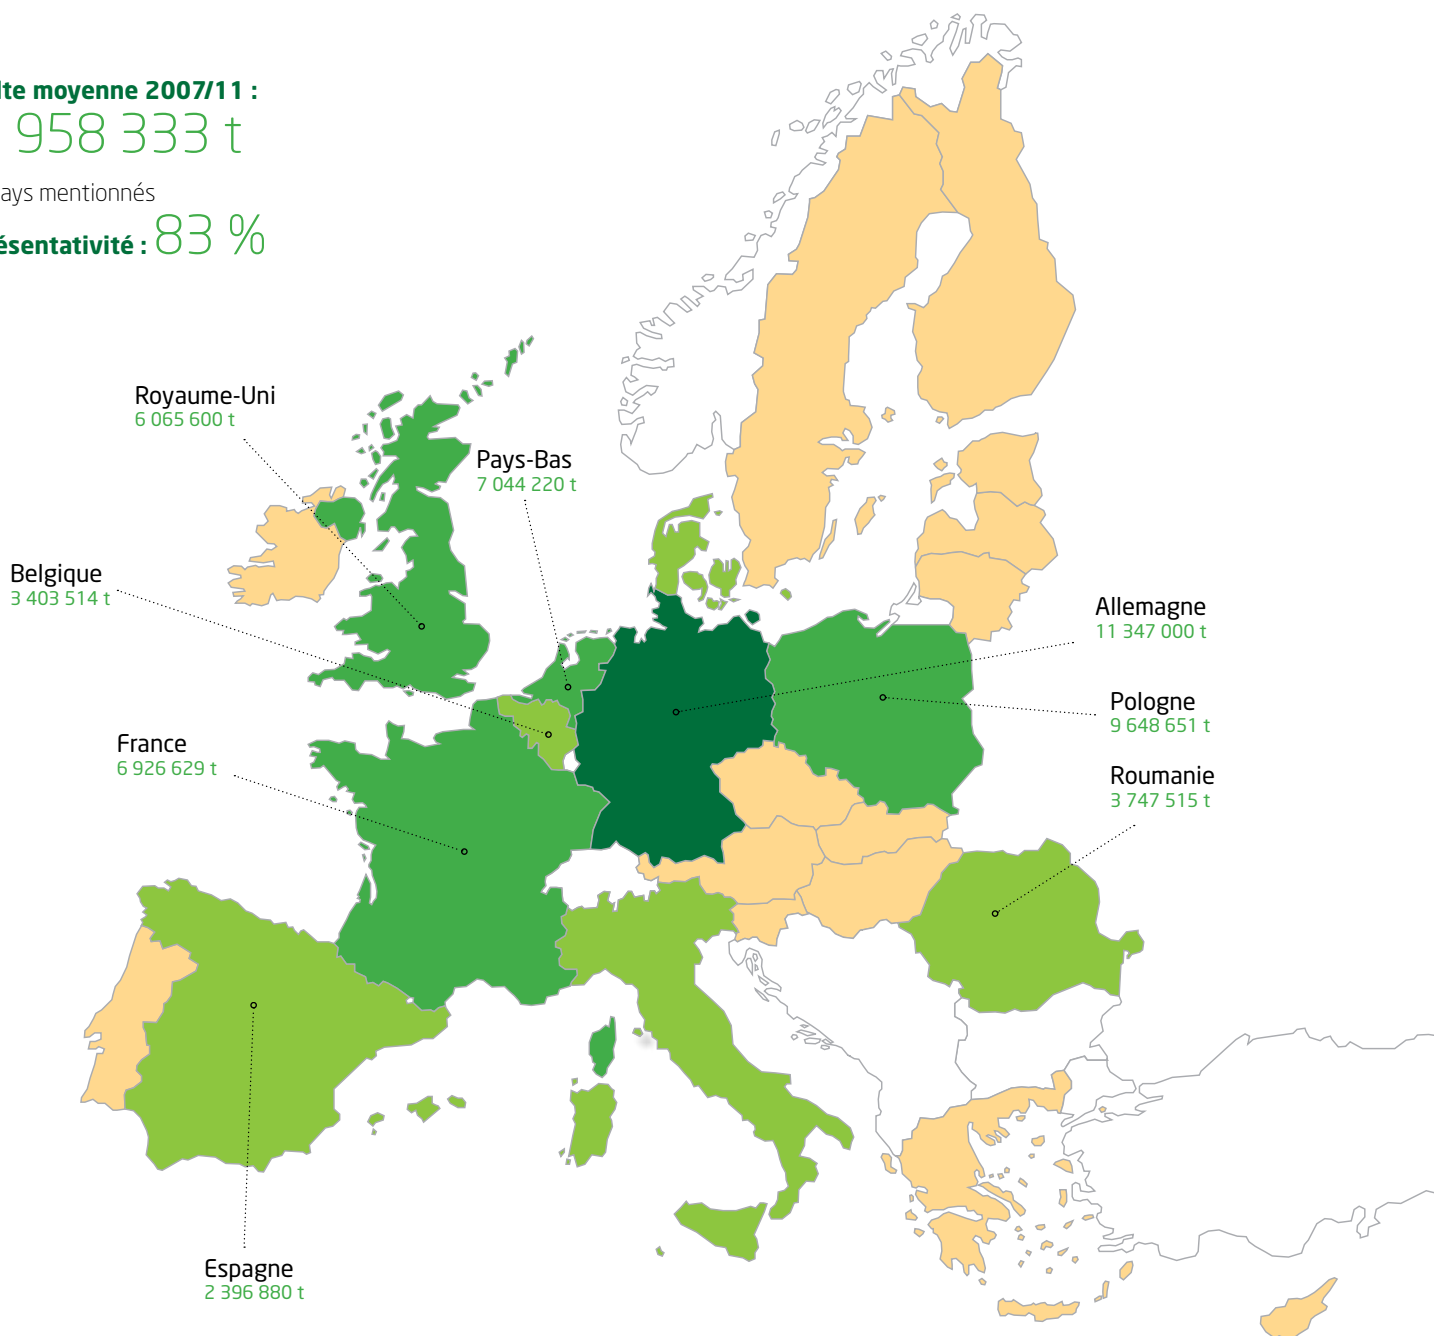 lte moyenne 2007/11 :
958 333 t
ays mentionnés
ésentativité : 83 %
Royaume-Uni
6 065 600 t
Pays-Bas
7 044 220 t
Belgique
3 403 514 t
Allemagne
11 347 000 t
Pologne
9 648 651 t
France
6 926 629 t
Roumanie
3 747 515 t
Espagne
2 396 880 t